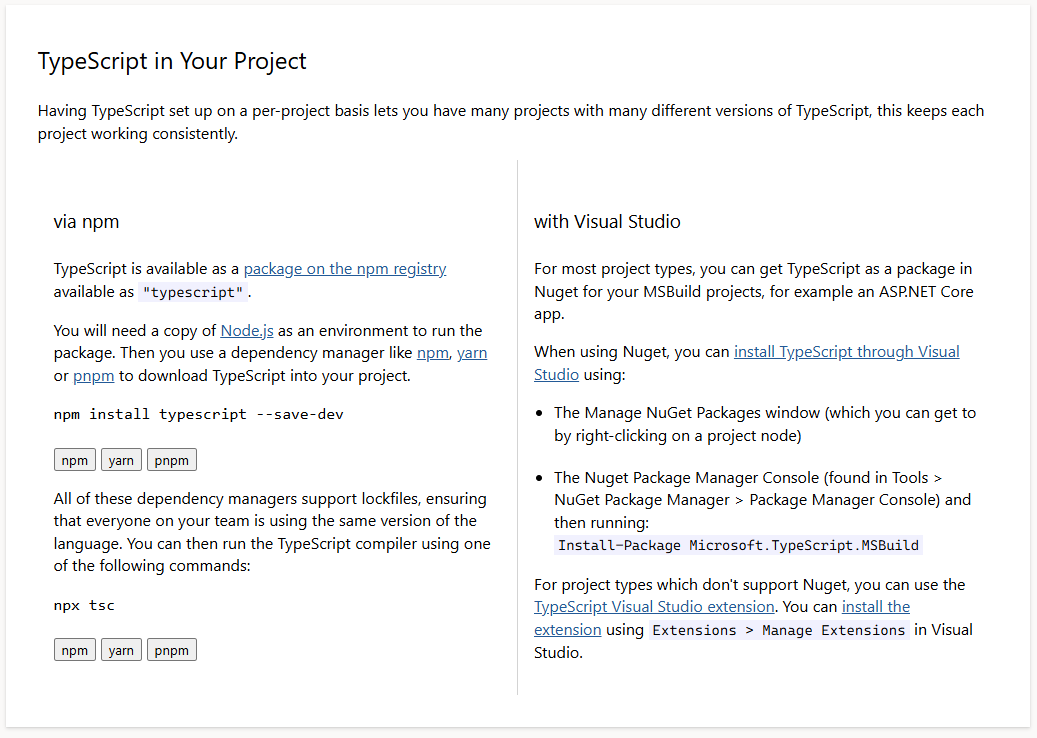 TypeScript in Your Project
Having TypeScript set up on a per-project basis lets you have many projects with many different versions of TypeScript, this keeps each
project working consistently.
via npm
TypeScript is available as a package on the npm registry
available as "typescript".
You will need a copy of Node.js as an environment to run the
package. Then you use a dependency manager like npm, yarn
or pnpm to download TypeScript into your project.
npm install typescript --save-dev
npm yarn pnpm
All of these dependency managers support lockfiles, ensuring
that everyone on your team is using the same version of the
language. You can then run the TypeScript compiler using one
of the following commands:
npx tsc
npm yarn pnpm
with Visual Studio
For most project types, you can get TypeScript as a package in
Nuget for your MSBuild projects, for example an ASP.NET Core
app.
When using Nuget, you can install TypeScript through Visual
Studio using:
• The Manage NuGet Packages window (which you can get to
by right-clicking on a project node)
• The Nuget Package Manager Console (found in Tools >
NuGet Package Manager > Package Manager Console) and
then running:
Install-Package Microsoft.TypeScript.MSBuild
For project types which don't support Nuget, you can use the
TypeScript Visual Studio extension. You can install the
extension using Extensions > Manage Extensions in Visual
Studio.